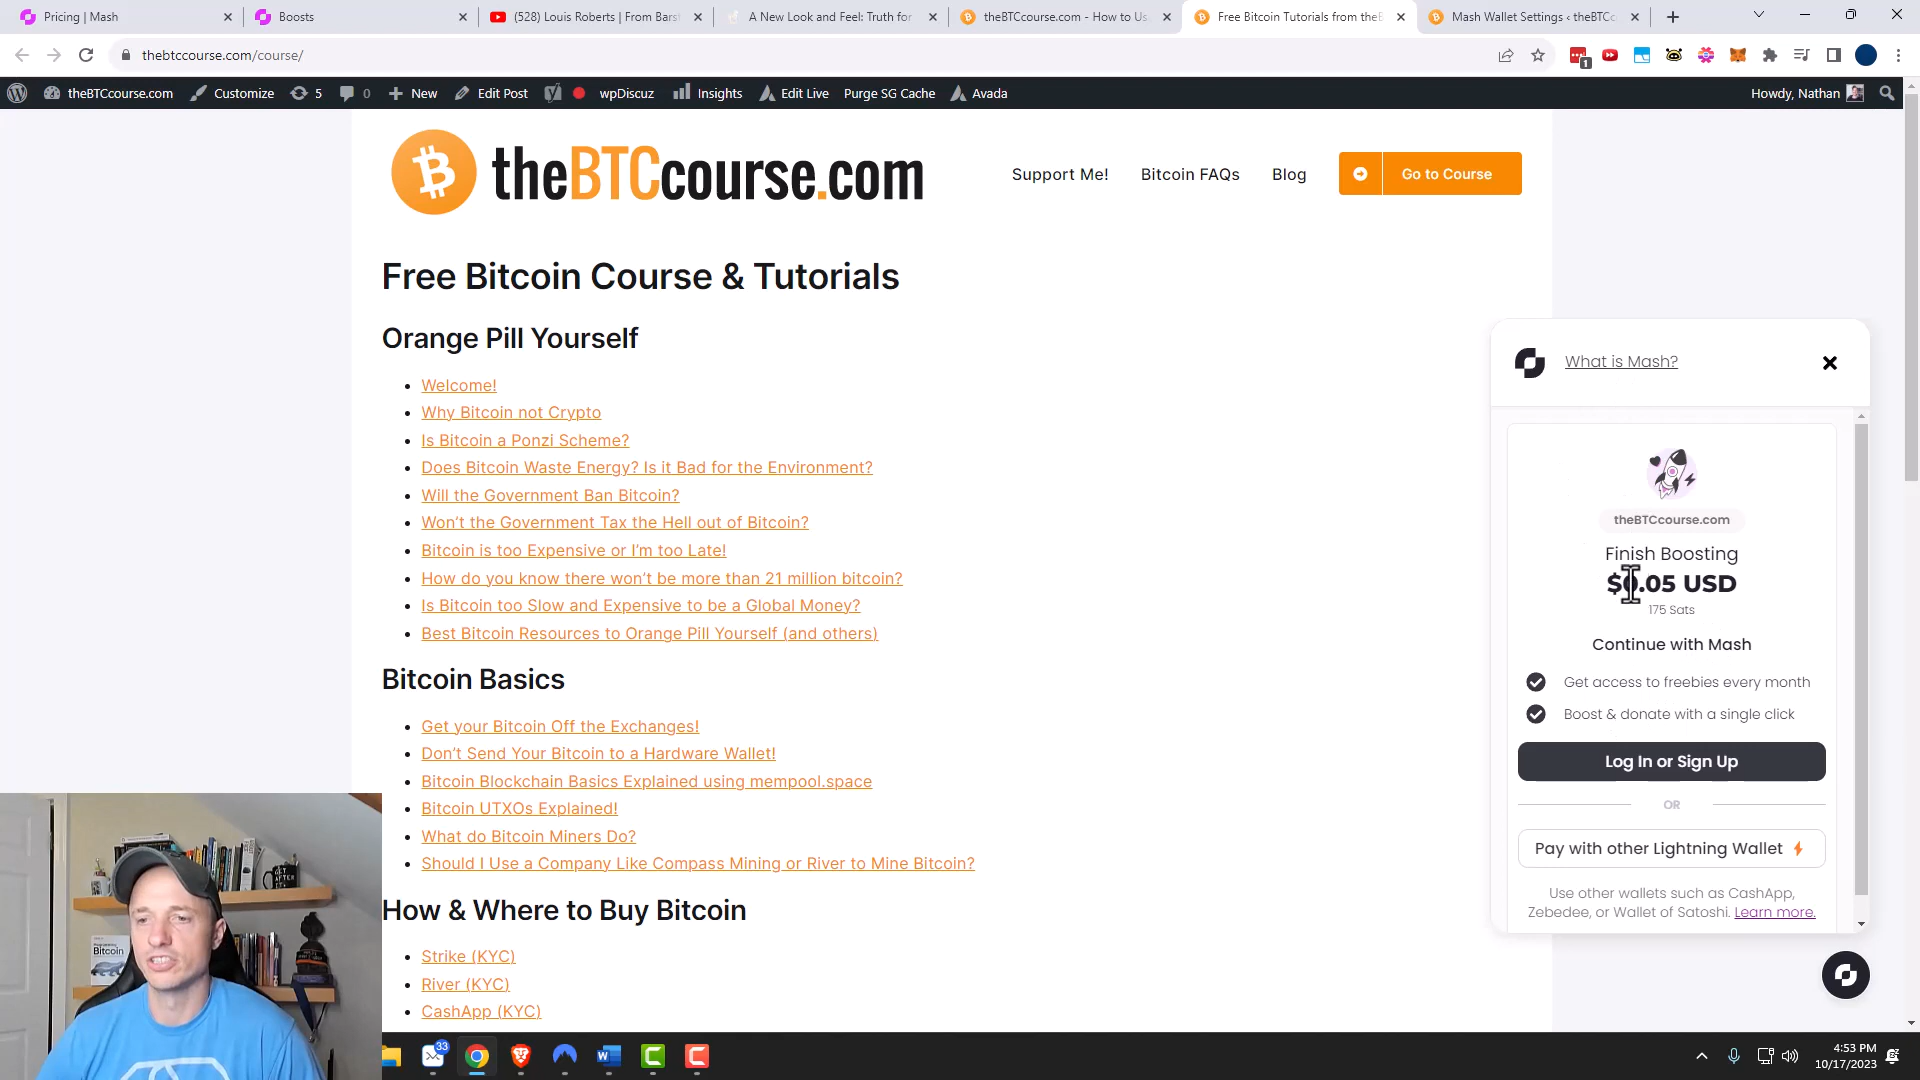 Pricing | Mash
Boosts
(528) Louis Roberts | From Barst
A New Look and Feel: Truth for
theBTCcourse.com - How to Us
Free Bitcoin Tutorials from theB
Mash Wallet Settings ‹ theBTCc
thebtccourse.com/course/
1
theBTCcourse.com
Customize
5
0
New
Edit Post
wpDiscuz
Insights
Edit Live
Purge SG Cache
Avada
Howdy, Nathan
theBTCcourse.com
Support Me!
Bitcoin FAQs
Blog
Go to Course
Free Bitcoin Course & Tutorials
Orange Pill Yourself
Welcome!
Why Bitcoin not Crypto
Is Bitcoin a Ponzi Scheme?
Does Bitcoin Waste Energy? Is it Bad for the Environment?
Will the Government Ban Bitcoin?
Won’t the Government Tax the Hell out of Bitcoin?
Bitcoin is too Expensive or I’m too Late!
How do you know there won’t be more than 21 million bitcoin?
Is Bitcoin too Slow and Expensive to be a Global Money?
Best Bitcoin Resources to Orange Pill Yourself (and others)
Bitcoin Basics
Get your Bitcoin Off the Exchanges!
Don’t Send Your Bitcoin to a Hardware Wallet!
Bitcoin Blockchain Basics Explained using mempool.space
Bitcoin UTXOs Explained!
What do Bitcoin Miners Do?
Should I Use a Company Like Compass Mining or River to Mine Bitcoin?
How & Where to Buy Bitcoin
Strike (KYC)
River (KYC)
CashApp (KYC)
What is Mash?
theBTCcourse.com
Finish Boosting
$0.05 USD
175 Sats
Continue with Mash
Get access to freebies every month
Boost & donate with a single click
Log In or Sign Up
OR
Pay with other Lightning Wallet
Use other wallets such as CashApp,
Zebedee, or Wallet of Satoshi. Learn more.
GET
AFTER
IT
Bitcoin
33
4:53 PM
10/17/2023